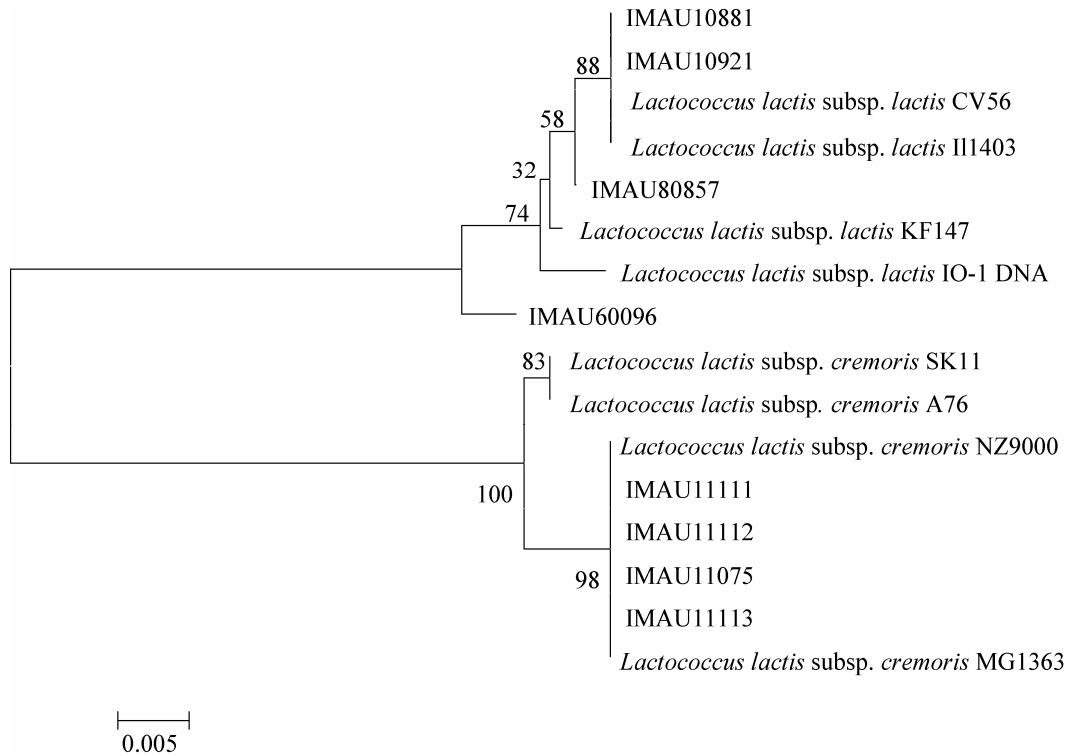 IMAU10881
88
IMAU10921
Lactococcus lactis subsp. lactis CV56
58
Lactococcus lactis subsp. lactis Il1403
32
IMAU80857
74
Lactococcus lactis subsp. lactis KF147
Lactococcus lactis subsp. lactis IO-1 DNA
IMAU60096
83
Lactococcus lactis subsp. cremoris SK11
Lactococcus lactis subsp. cremoris A76
Lactococcus lactis subsp. cremoris NZ9000
100
IMAU11111
IMAU11112
98
IMAU11075
IMAU11113
Lactococcus lactis subsp. cremoris MG1363
0.005